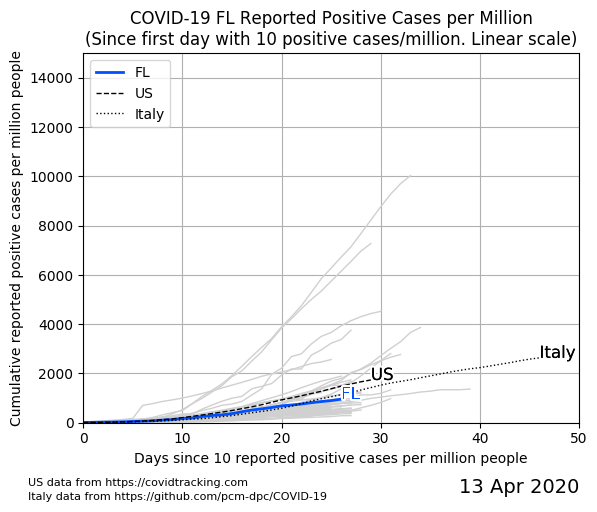 COVID-19 FL Reported Positive Cases per Million
(Since first day with 10 positive cases/million. Linear scale)
Cumulative reported positive cases per million people
14000
12000
10000
8000
6000
4000
2000
0
FL
US
Italy
Italy
US
FL
0 10 20 30 40 50
Days since 10 reported positive cases per million people
US data from https://covidtracking.com
Italy data from https://github.com/pcm-dpc/COVID-19
13 Apr 2020